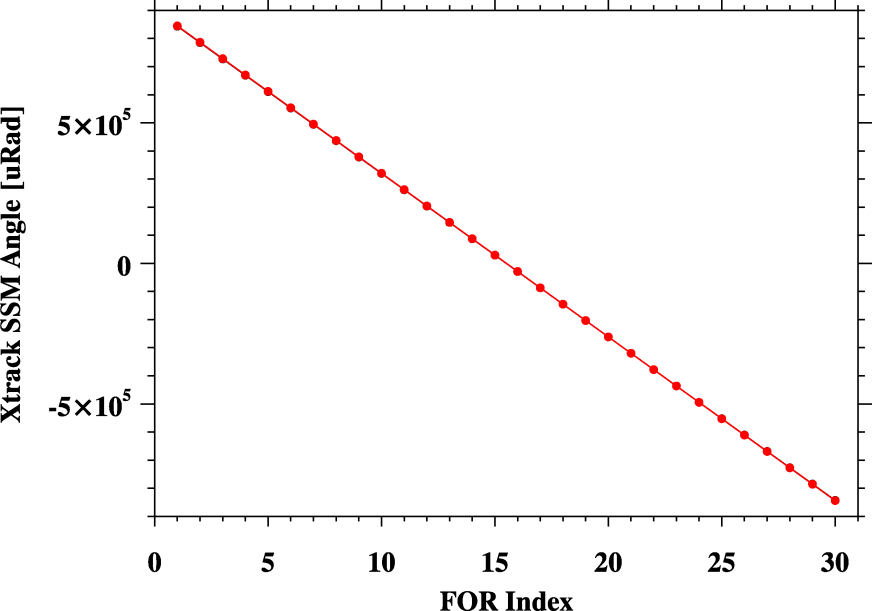 Xtrack SSM Angle [uRad]
5×10⁵
0
-5×10⁵
0 5 10 15 20 25 30
FOR Index